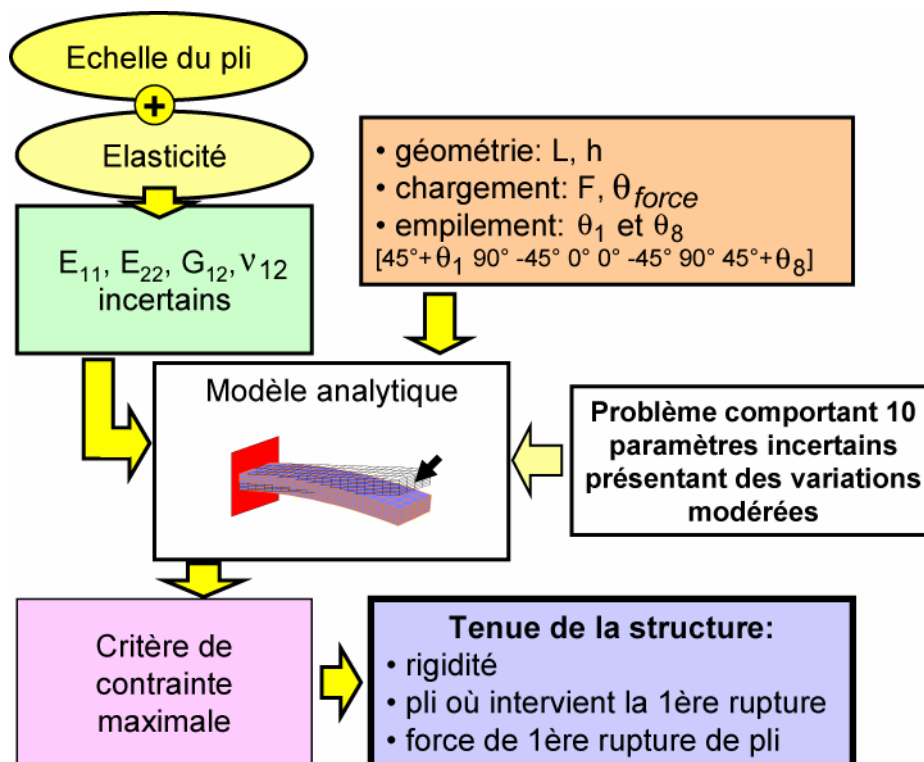 Echelle du pli
+
Elasticité
E11, E22, G12, ν12
incertains
• géométrie: L, h
• chargement: F, θforce
• empilement: θ1 et θ8
[45°+θ1 90° -45° 0° 0° -45° 90° 45°+θ8]
Modèle analytique
Problème comportant 10
paramètres incertains
présentant des variations
modérées
Critère de
contrainte
maximale
Tenue de la structure:
• rigidité
• pli où intervient la 1ère rupture
• force de 1ère rupture de pli